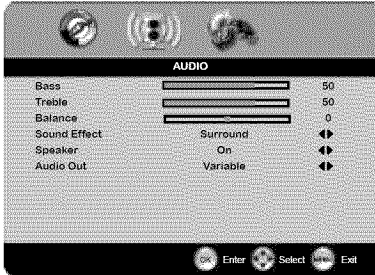 AUDIO
Bass 50
Treble 50
Balance 0
Sound Effect Surround
Speaker On
Audio Out Variable
OK Enter Select MENU Exit